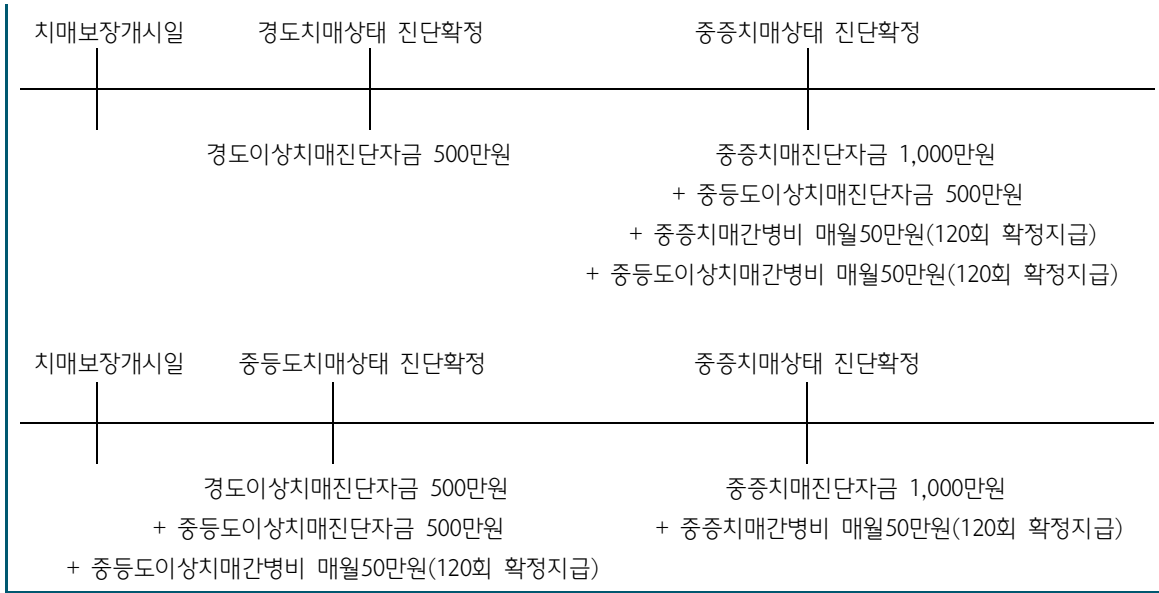 치매보장개시일 경도치매상태 진단확정 중증치매상태 진단확정
경도이상치매진단자금 500만원 중증치매진단자금 1,000만원
+ 중등도이상치매진단자금 500만원
+ 중증치매간병비 매월50만원(120회 확정지급)
+ 중등도이상치매간병비 매월50만원(120회 확정지급)
치매보장개시일 중등도치매상태 진단확정 중증치매상태 진단확정
경도이상치매진단자금 500만원 중증치매진단자금 1,000만원
+ 중등도이상치매진단자금 500만원 + 중증치매간병비 매월50만원(120회 확정지급)
+ 중등도이상치매간병비 매월50만원(120회 확정지급)